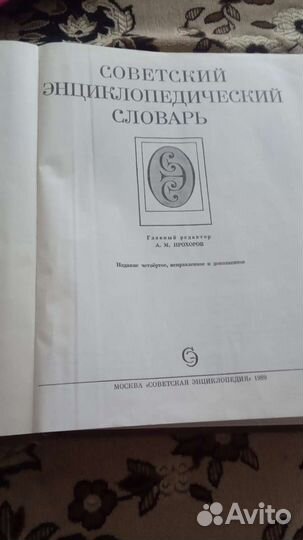 СОВЕТСКИЙ
ЭНЦИКЛОПЕДИЧЕСКИЙ
СЛОВАРЬ
Главный редактор
А. М. ПРОХОРОВ
Издание четвёртое, исправленное и дополненное
МОСКВА «СОВЕТСКАЯ ЭНЦИКЛОПЕДИЯ» 1989
Avito